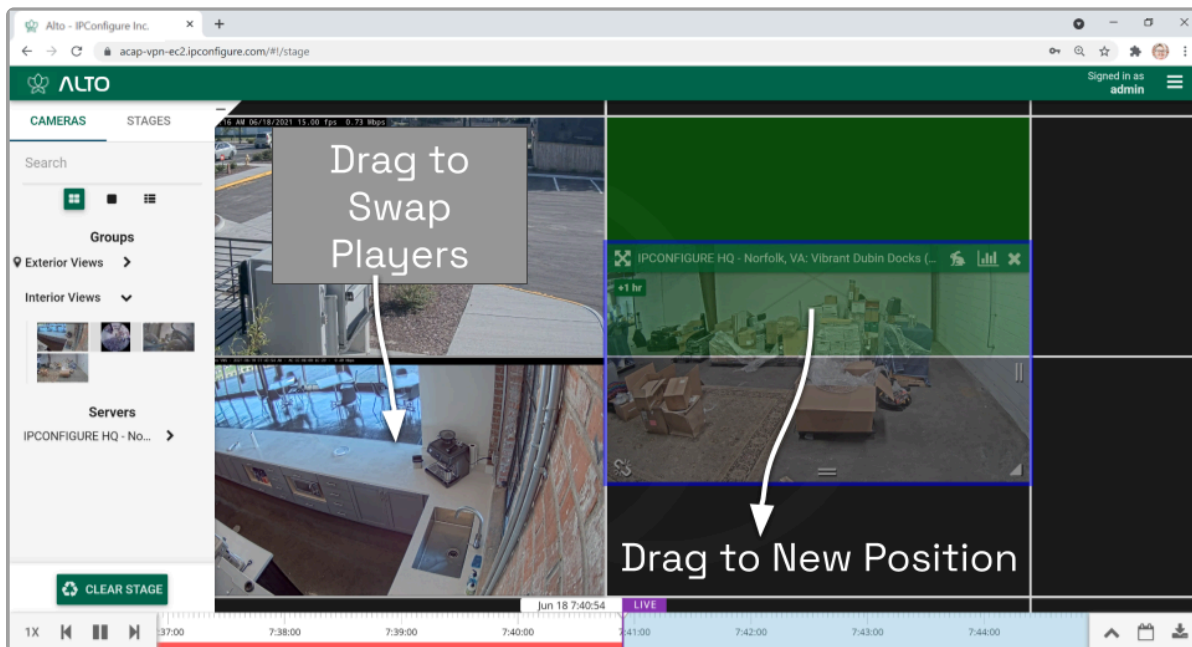 Alto - IPConfigure Inc.
acap-vpn-ec2.ipconfigure.com/#!/stage
ALTO
Signed in as
admin
CAMERAS STAGES
Search
Groups
Exterior Views
Interior Views
Servers
IPCONFIGURE HQ - No...
CLEAR STAGE
:16 AM 06/18/2021 15.00 fps 0.73 Mbps
Drag to
Swap
Players
IPCONFIGURE HQ - Norfolk, VA: Vibrant Dubin Docks (...
+1 hr
Drag to New Position
Jun 18 7:40:54 LIVE
1X :37:00 7:38:00 7:39:00 7:40:00 7:41:00 7:42:00 7:43:00 7:44:00